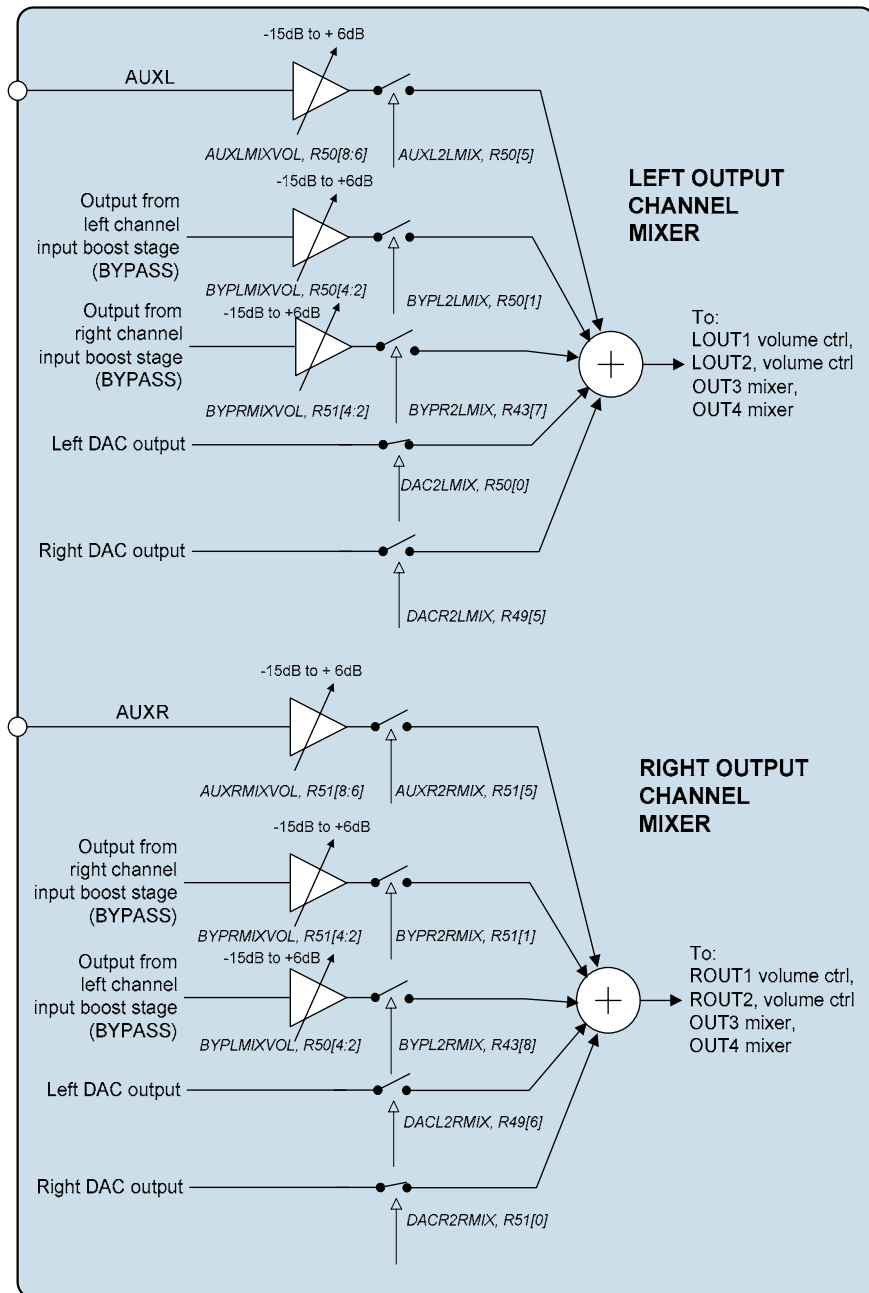 -15dB to + 6dB
AUXL
AUXLMIXVOL, R50[8:6]
AUXL2LMIX, R50[5]
LEFT OUTPUT
CHANNEL
MIXER
-15dB to +6dB
Output from
left channel
input boost stage
(BYPASS)
BYPLMIXVOL, R50[4:2]
BYPL2LMIX, R50[1]
-15dB to +6dB
Output from
right channel
input boost stage
(BYPASS)
BYPRMIXVOL, R51[4:2]
BYPR2LMIX, R43[7]
To:
LOUT1 volume ctrl,
LOUT2, volume ctrl
OUT3 mixer,
OUT4 mixer
Left DAC output
DAC2LMIX, R50[0]
Right DAC output
DACR2LMIX, R49[5]
-15dB to + 6dB
AUXR
AUXRMIXVOL, R51[8:6]
AUXR2RMIX, R51[5]
RIGHT OUTPUT
CHANNEL
MIXER
-15dB to +6dB
Output from
right channel
input boost stage
(BYPASS)
BYPRMIXVOL, R51[4:2]
BYPR2RMIX, R51[1]
-15dB to +6dB
Output from
left channel
input boost stage
(BYPASS)
BYPLMIXVOL, R50[4:2]
BYPL2RMIX, R43[8]
To:
ROUT1 volume ctrl,
ROUT2, volume ctrl
OUT3 mixer,
OUT4 mixer
Left DAC output
DACL2RMIX, R49[6]
Right DAC output
DACR2RMIX, R51[0]